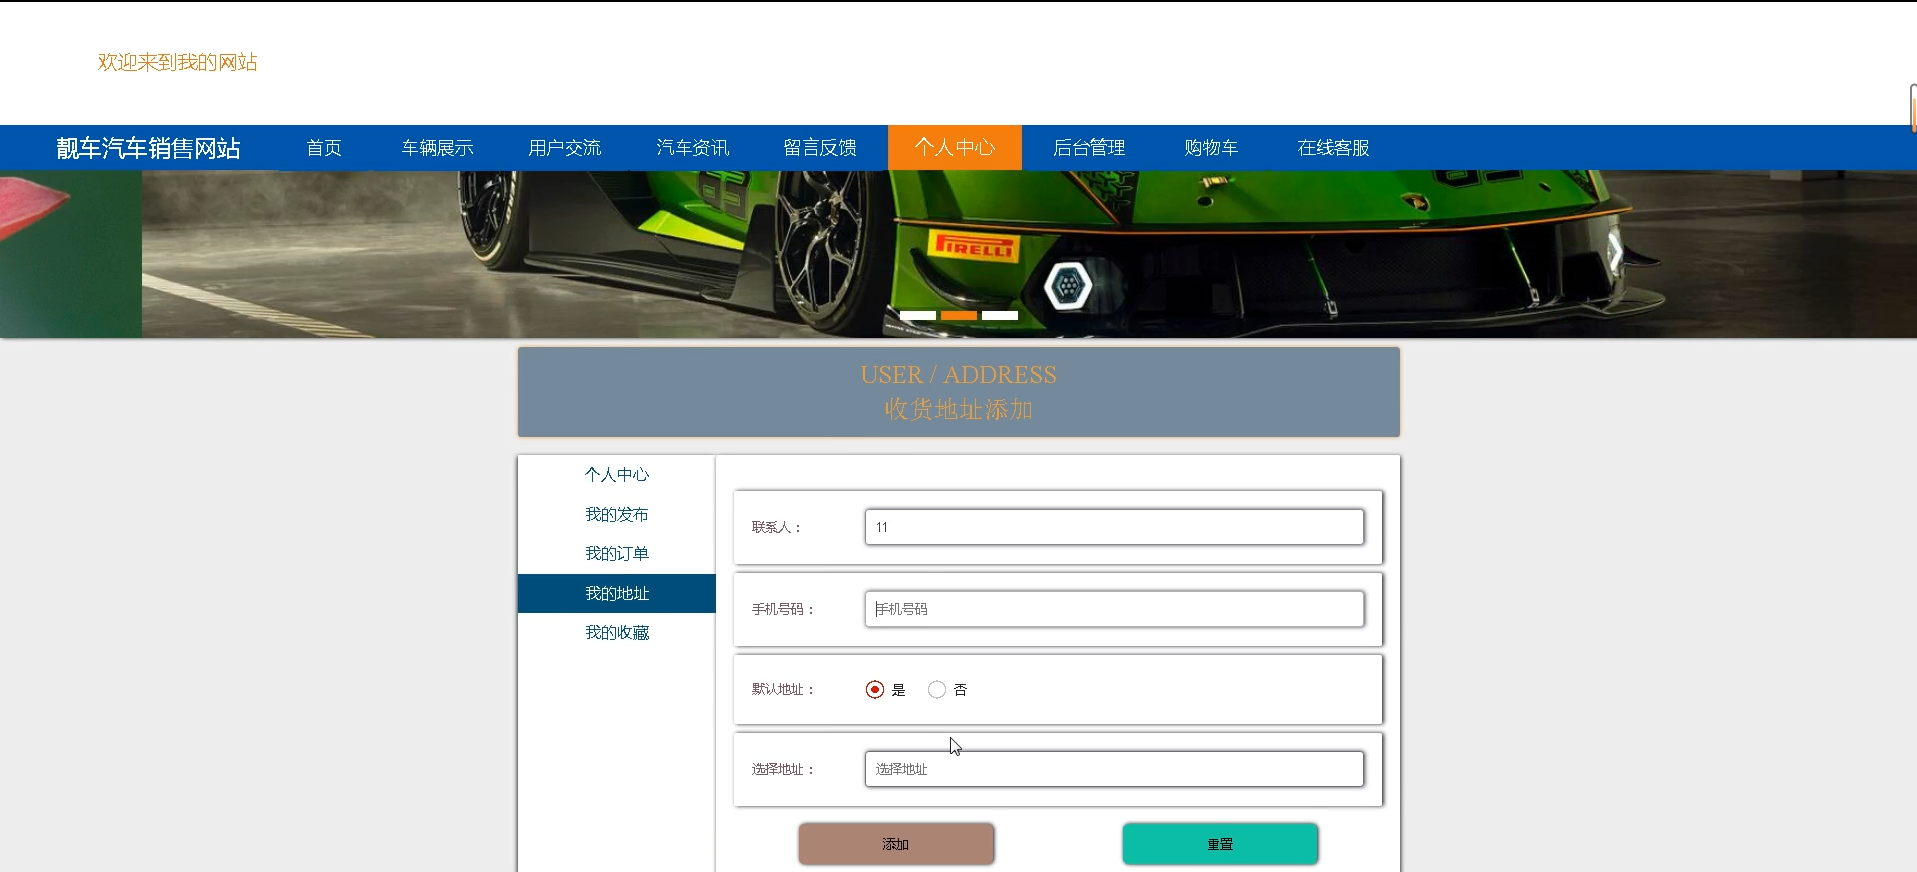 欢迎来到我的网站
靓车汽车销售网站 首页 车辆展示 用户交流 汽车资讯 留言反馈 个人中心 后台管理 购物车 在线客服
PIRELLI
USER / ADDRESS
收货地址添加
个人中心
我的发布
我的订单
我的地址
我的收藏
联系人： 11
手机号码： 手机号码
默认地址： 是 否
选择地址： 选择地址
添加 重置